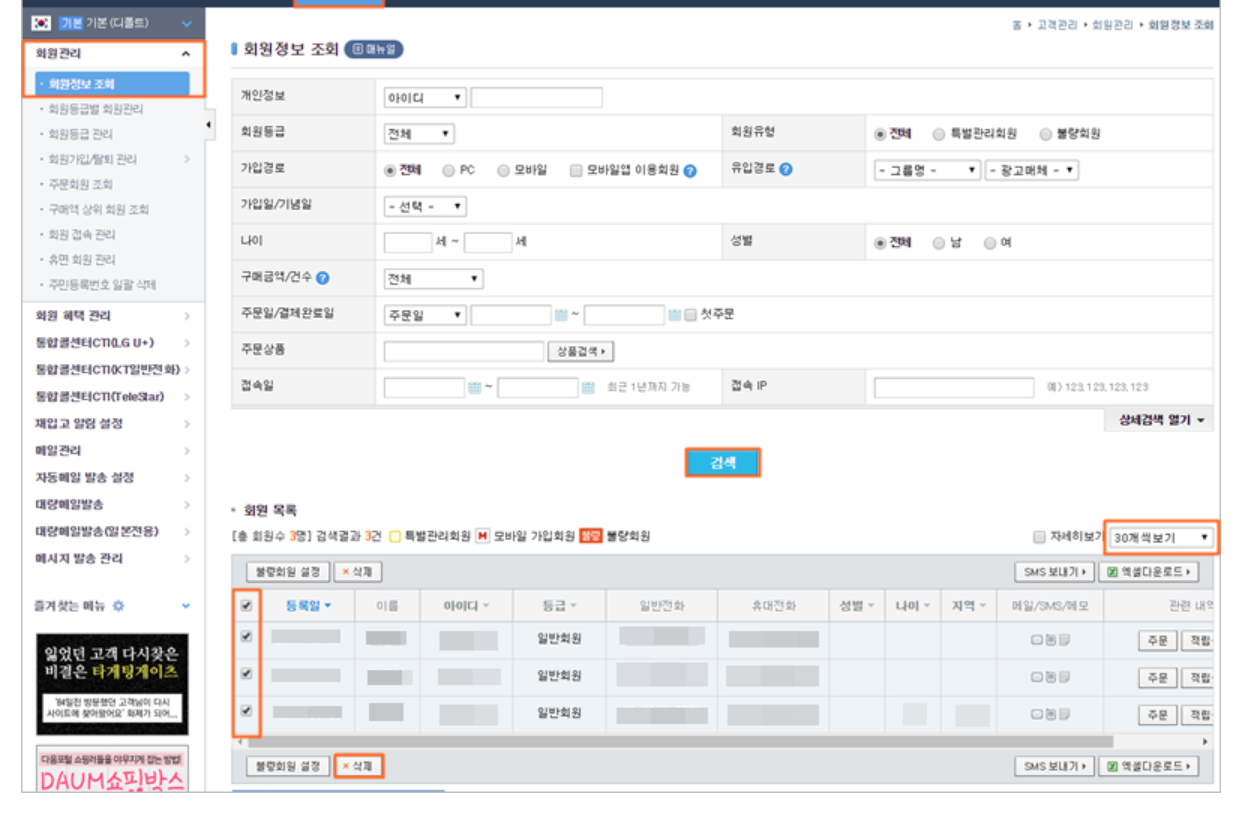 기본 기본 (디폴트)
홈 › 고객관리 › 회원관리 › 회원정보 조회
회원관리
회원정보 조회 매뉴얼
· 회원정보 조회
· 회원등급별 회원관리
· 회원등급 관리
· 회원가입/탈퇴 관리
· 주문회원 조회
· 구매액 상위 회원 조회
· 회원 접속 관리
· 휴면 회원 관리
· 주민등록번호 일괄 삭제
회원 혜택 관리
통합콜센터CTI(LG U+)
통합콜센터CTI(KT일반전화)
통합콜센터CTI(TeleStar)
재입고 알림 설정
메일관리
자동메일 발송 설정
대량메일발송
대량메일발송(일본전용)
메시지 발송 관리
즐겨찾는 메뉴
잃었던 고객 다시찾은
비결은 타게팅게이츠
'84일전 방문했던 고객님이 다시
사이트에 찾아왔어요' 화제가 되어...
다음포털 쇼핑러들을 야무지게 잡는 방법!
DAUM쇼핑박스
개인정보 아이디
회원등급 전체 회원유형 전체 특별관리회원 불량회원
가입경로 전체 PC 모바일 모바일앱 이용회원 유입경로 - 그룹명 - - 광고매체 -
가입일/기념일 - 선택 -
나이 세 ~ 세 성별 전체 남 여
구매금액/건수 전체
주문일/결제완료일 주문일 ~ 첫주문
주문상품 상품검색
접속일 ~ 최근 1년까지 가능 접속 IP 예) 123.123.123.123
상세검색 열기
검색
· 회원 목록
[총 회원수 3명] 검색결과 3건 특별관리회원 M 모바일 가입회원 불량 불량회원 자세히보기 30개씩보기
불량회원 설정 × 삭제 SMS 보내기 엑셀다운로드
등록일 이름 아이디 등급 일반전화 휴대전화 성별 나이 지역 메일/SMS/메모 관련 내역
일반회원 주문 적립
일반회원 주문 적립
일반회원 주문 적립
불량회원 설정 × 삭제 SMS 보내기 엑셀다운로드